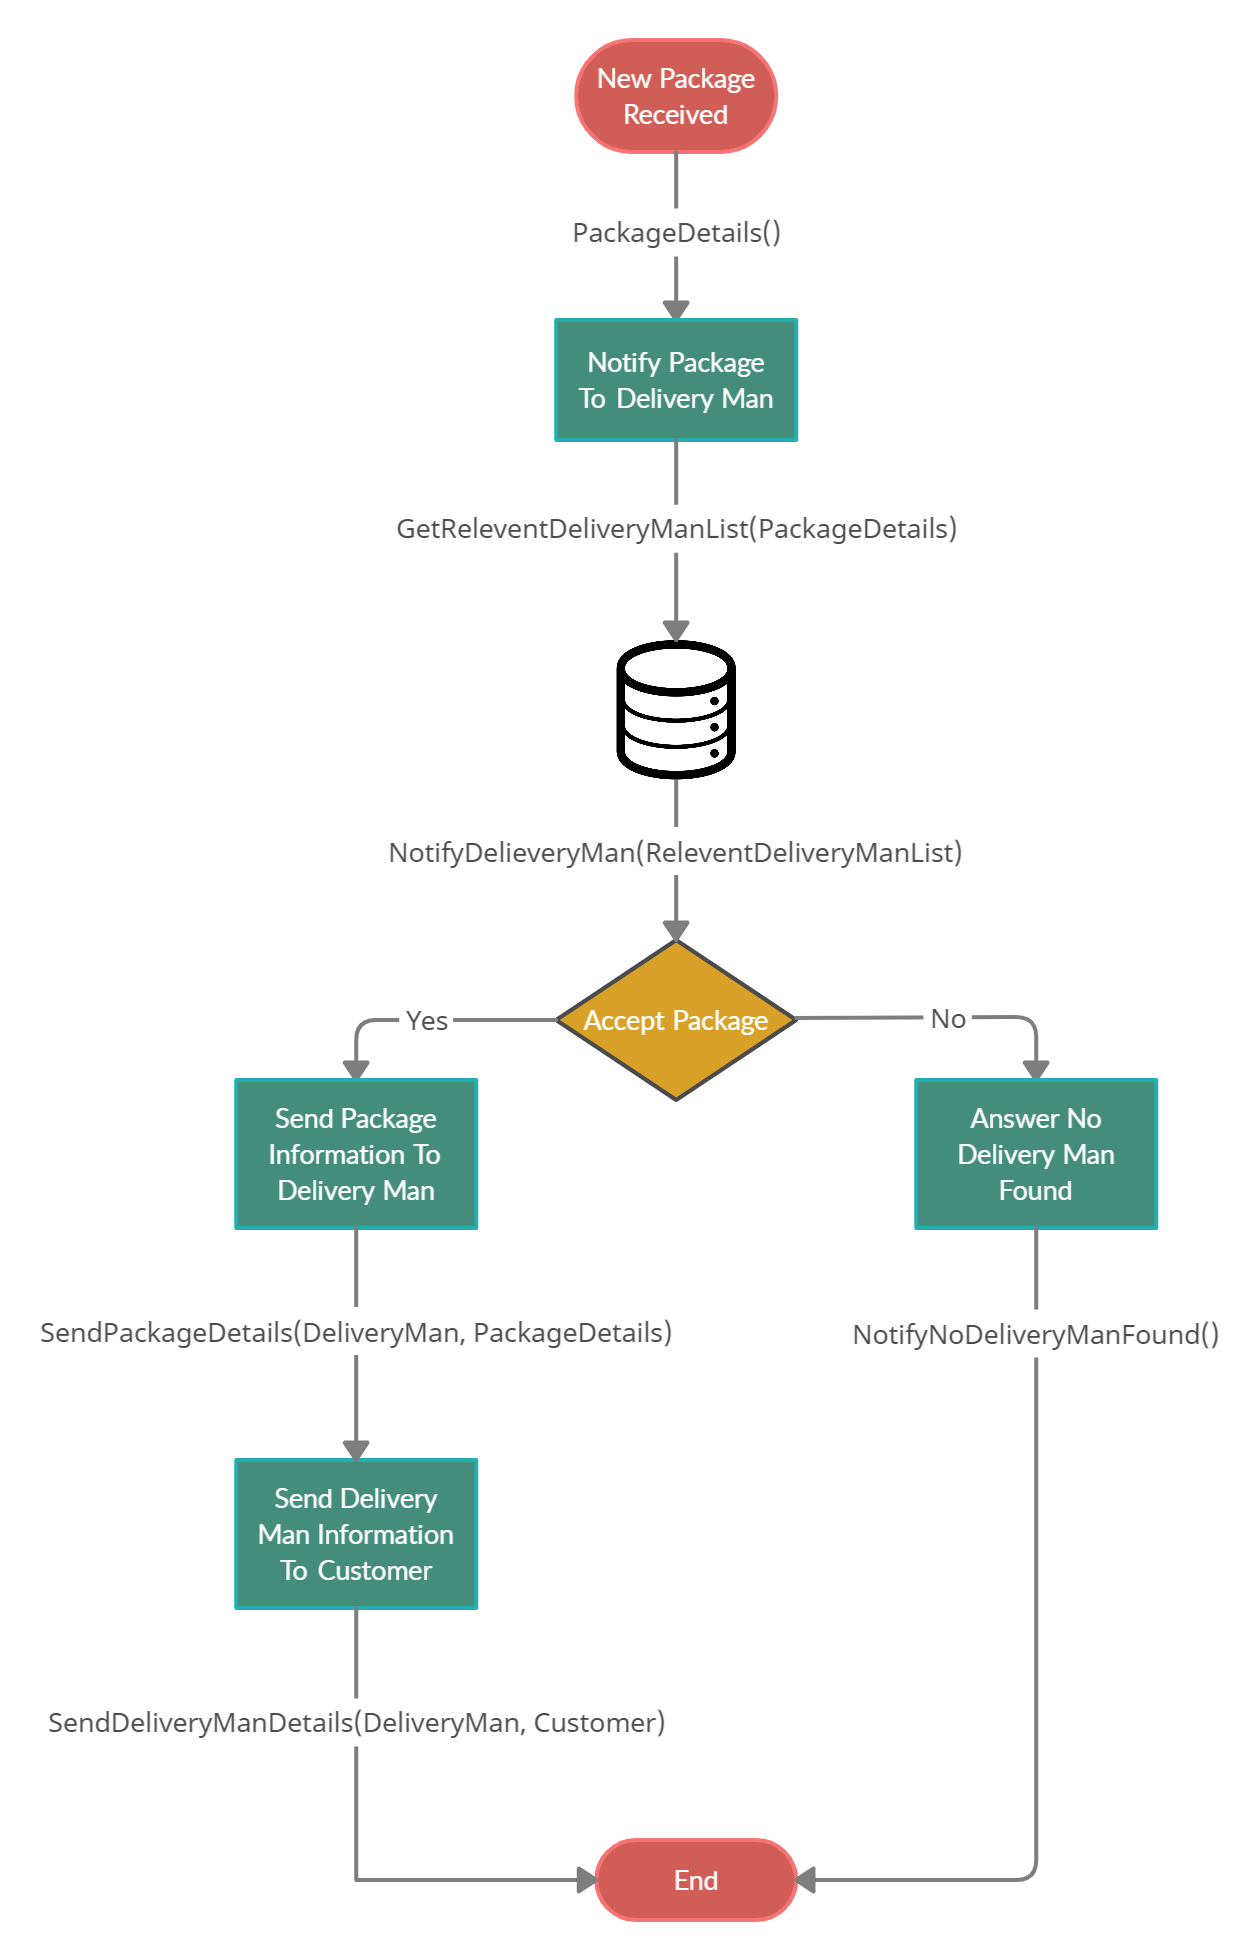 New Package
Received
PackageDetails()
Notify Package
To Delivery Man
GetReleventDeliveryManList(PackageDetails)
NotifyDelieveryMan(ReleventDeliveryManList)
Accept Package
Yes
No
Send Package
Information To
Delivery Man
Answer No
Delivery Man
Found
SendPackageDetails(DeliveryMan, PackageDetails)
NotifyNoDeliveryManFound()
Send Delivery
Man Information
To Customer
SendDeliveryManDetails(DeliveryMan, Customer)
End